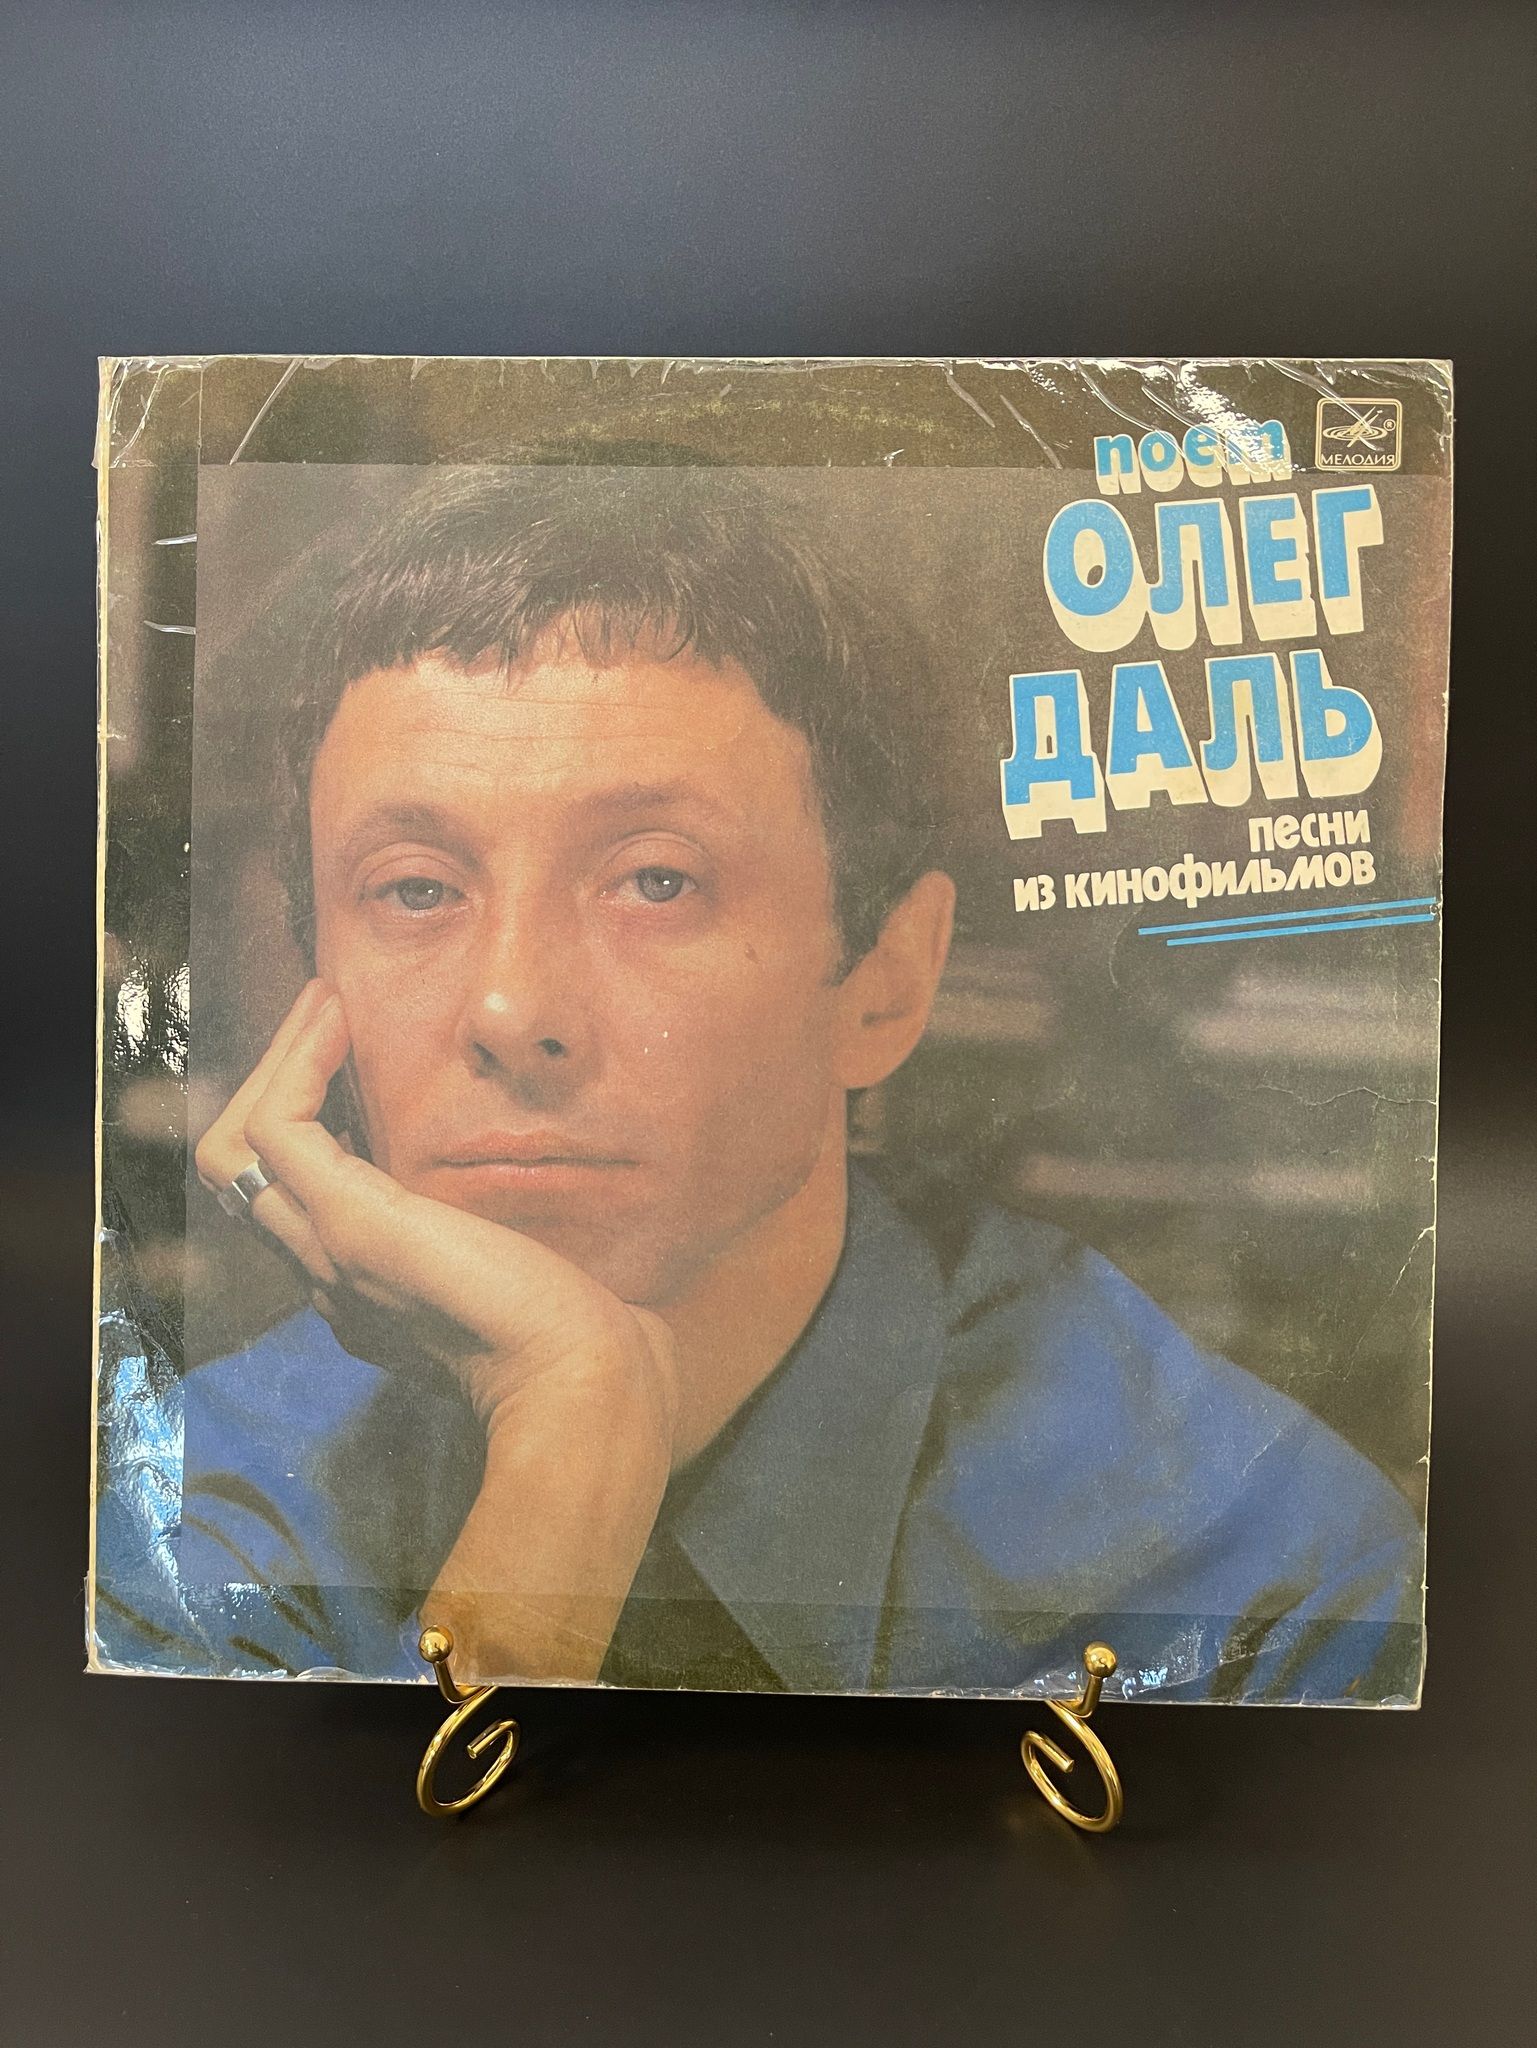 поет
ОЛЕГ
ДАЛЬ
песни
из кинофильмов
МЕЛОДИЯ
®